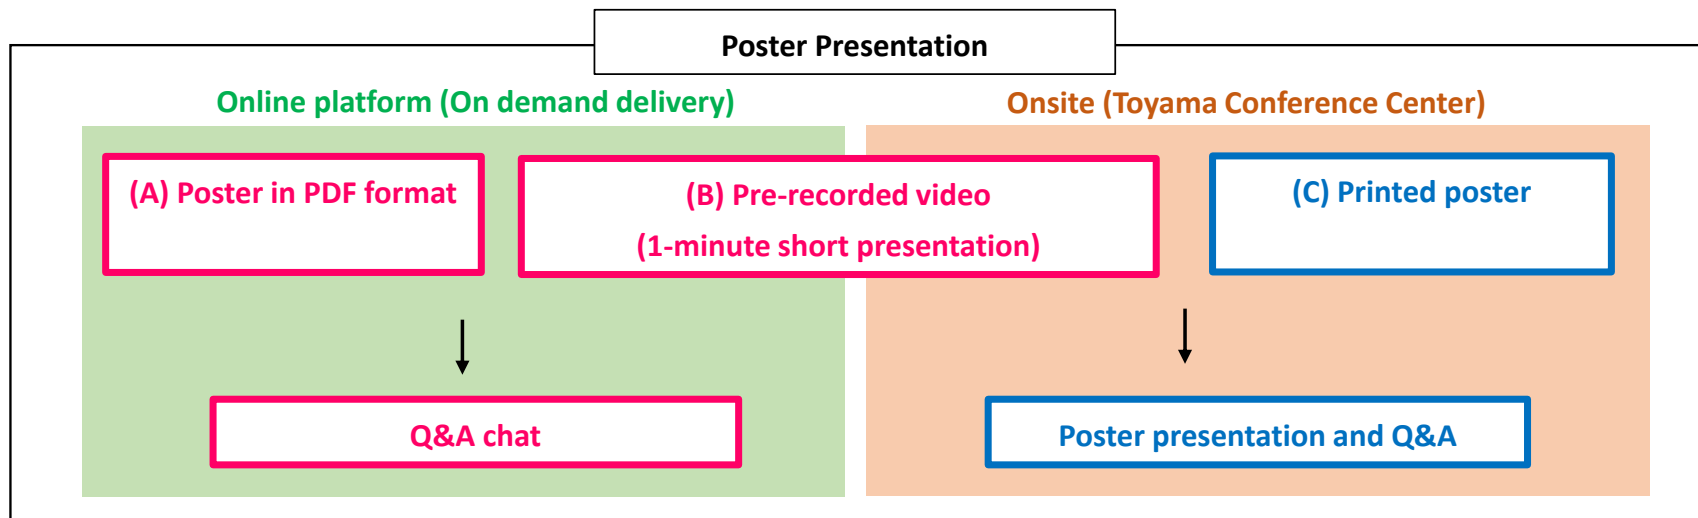 Poster Presentation
Online platform (On demand delivery)
Onsite (Toyama Conference Center)
(A) Poster in PDF format
(B) Pre-recorded video
(1-minute short presentation)
(C) Printed poster
Q&A chat
Poster presentation and Q&A